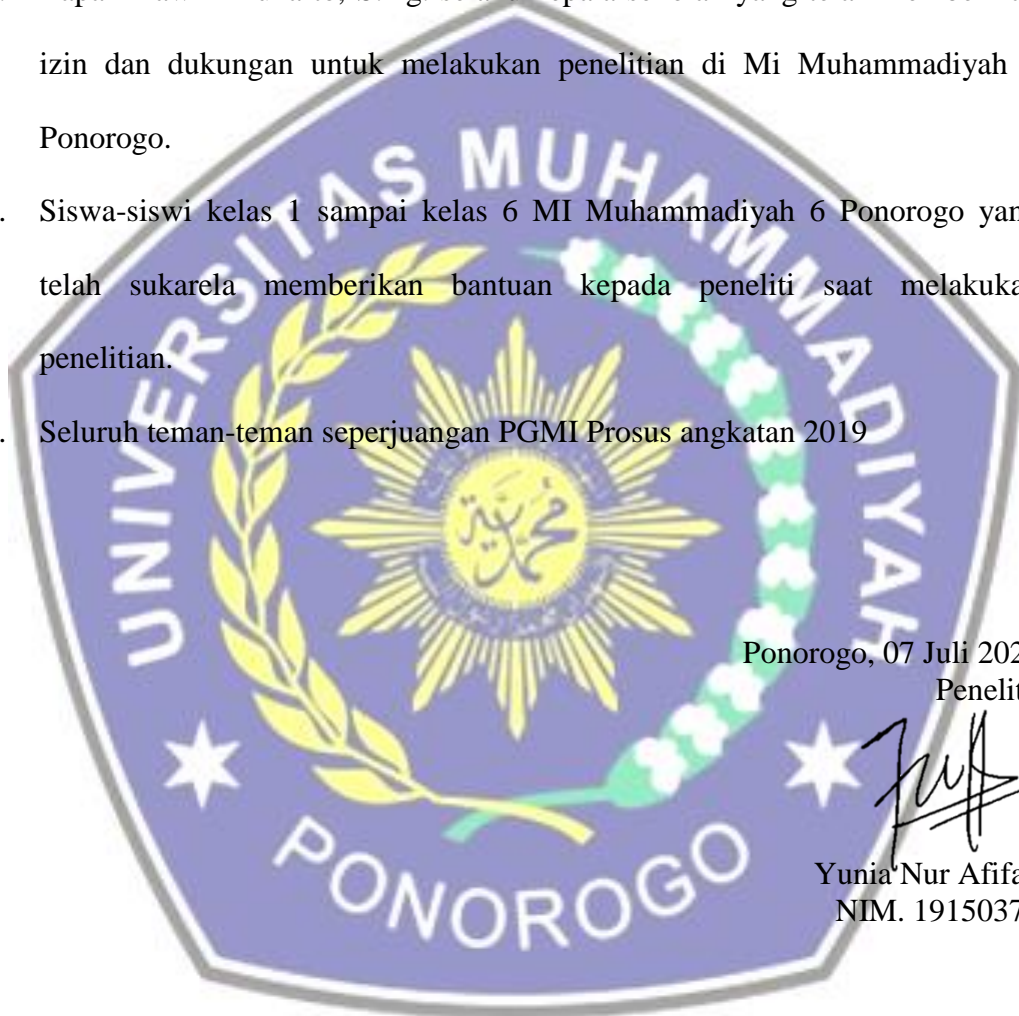 izin dan dukungan untuk melakukan penelitian di Mi Muhammadiyah
Ponorogo.
Siswa-siswi kelas 1 sampai kelas 6 MI Muhammadiyah 6 Ponorogo yan
telah sukarela memberikan bantuan kepada peneliti saat melakuka
penelitian.
Seluruh teman-teman seperjuangan PGMI Prosus angkatan 2019
UNIVERSITAS MUHAMMADIYAH
محمدية
Ponorogo, 07 Juli 202
Penelit
Yunia Nur Afifa
NIM. 1915037
PONOROGO